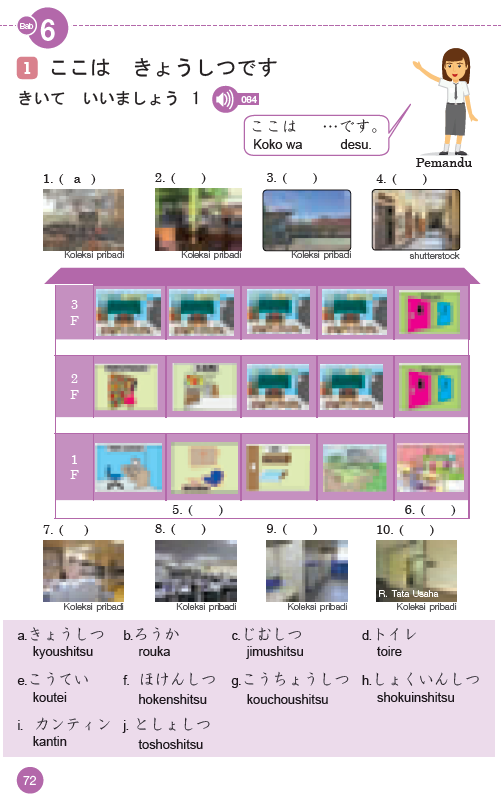 Bab 6
1 ここは きょうしつです
きいて いいましょう 1 084
ここは …です。
Koko wa desu.
Pemandu
1. ( a ) 2. ( ) 3. ( ) 4. ( )
Koleksi pribadi Koleksi pribadi Koleksi pribadi shutterstock
3 F
2 F
1 F
5. ( ) 6. ( )
7. ( ) 8. ( ) 9. ( ) 10. ( )
R. Tata Usaha
Koleksi pribadi Koleksi pribadi Koleksi pribadi Koleksi pribadi
a.きょうしつ b.ろうか c.じむしつ d.トイレ
kyoushitsu rouka jimushitsu toire
e.こうてい f. ほけんしつ g.こうちょうしつ h.しょくいんしつ
koutei hokenshitsu kouchoushitsu shokuinshitsu
i. カンティン j. としょしつ
kantin toshoshitsu
72